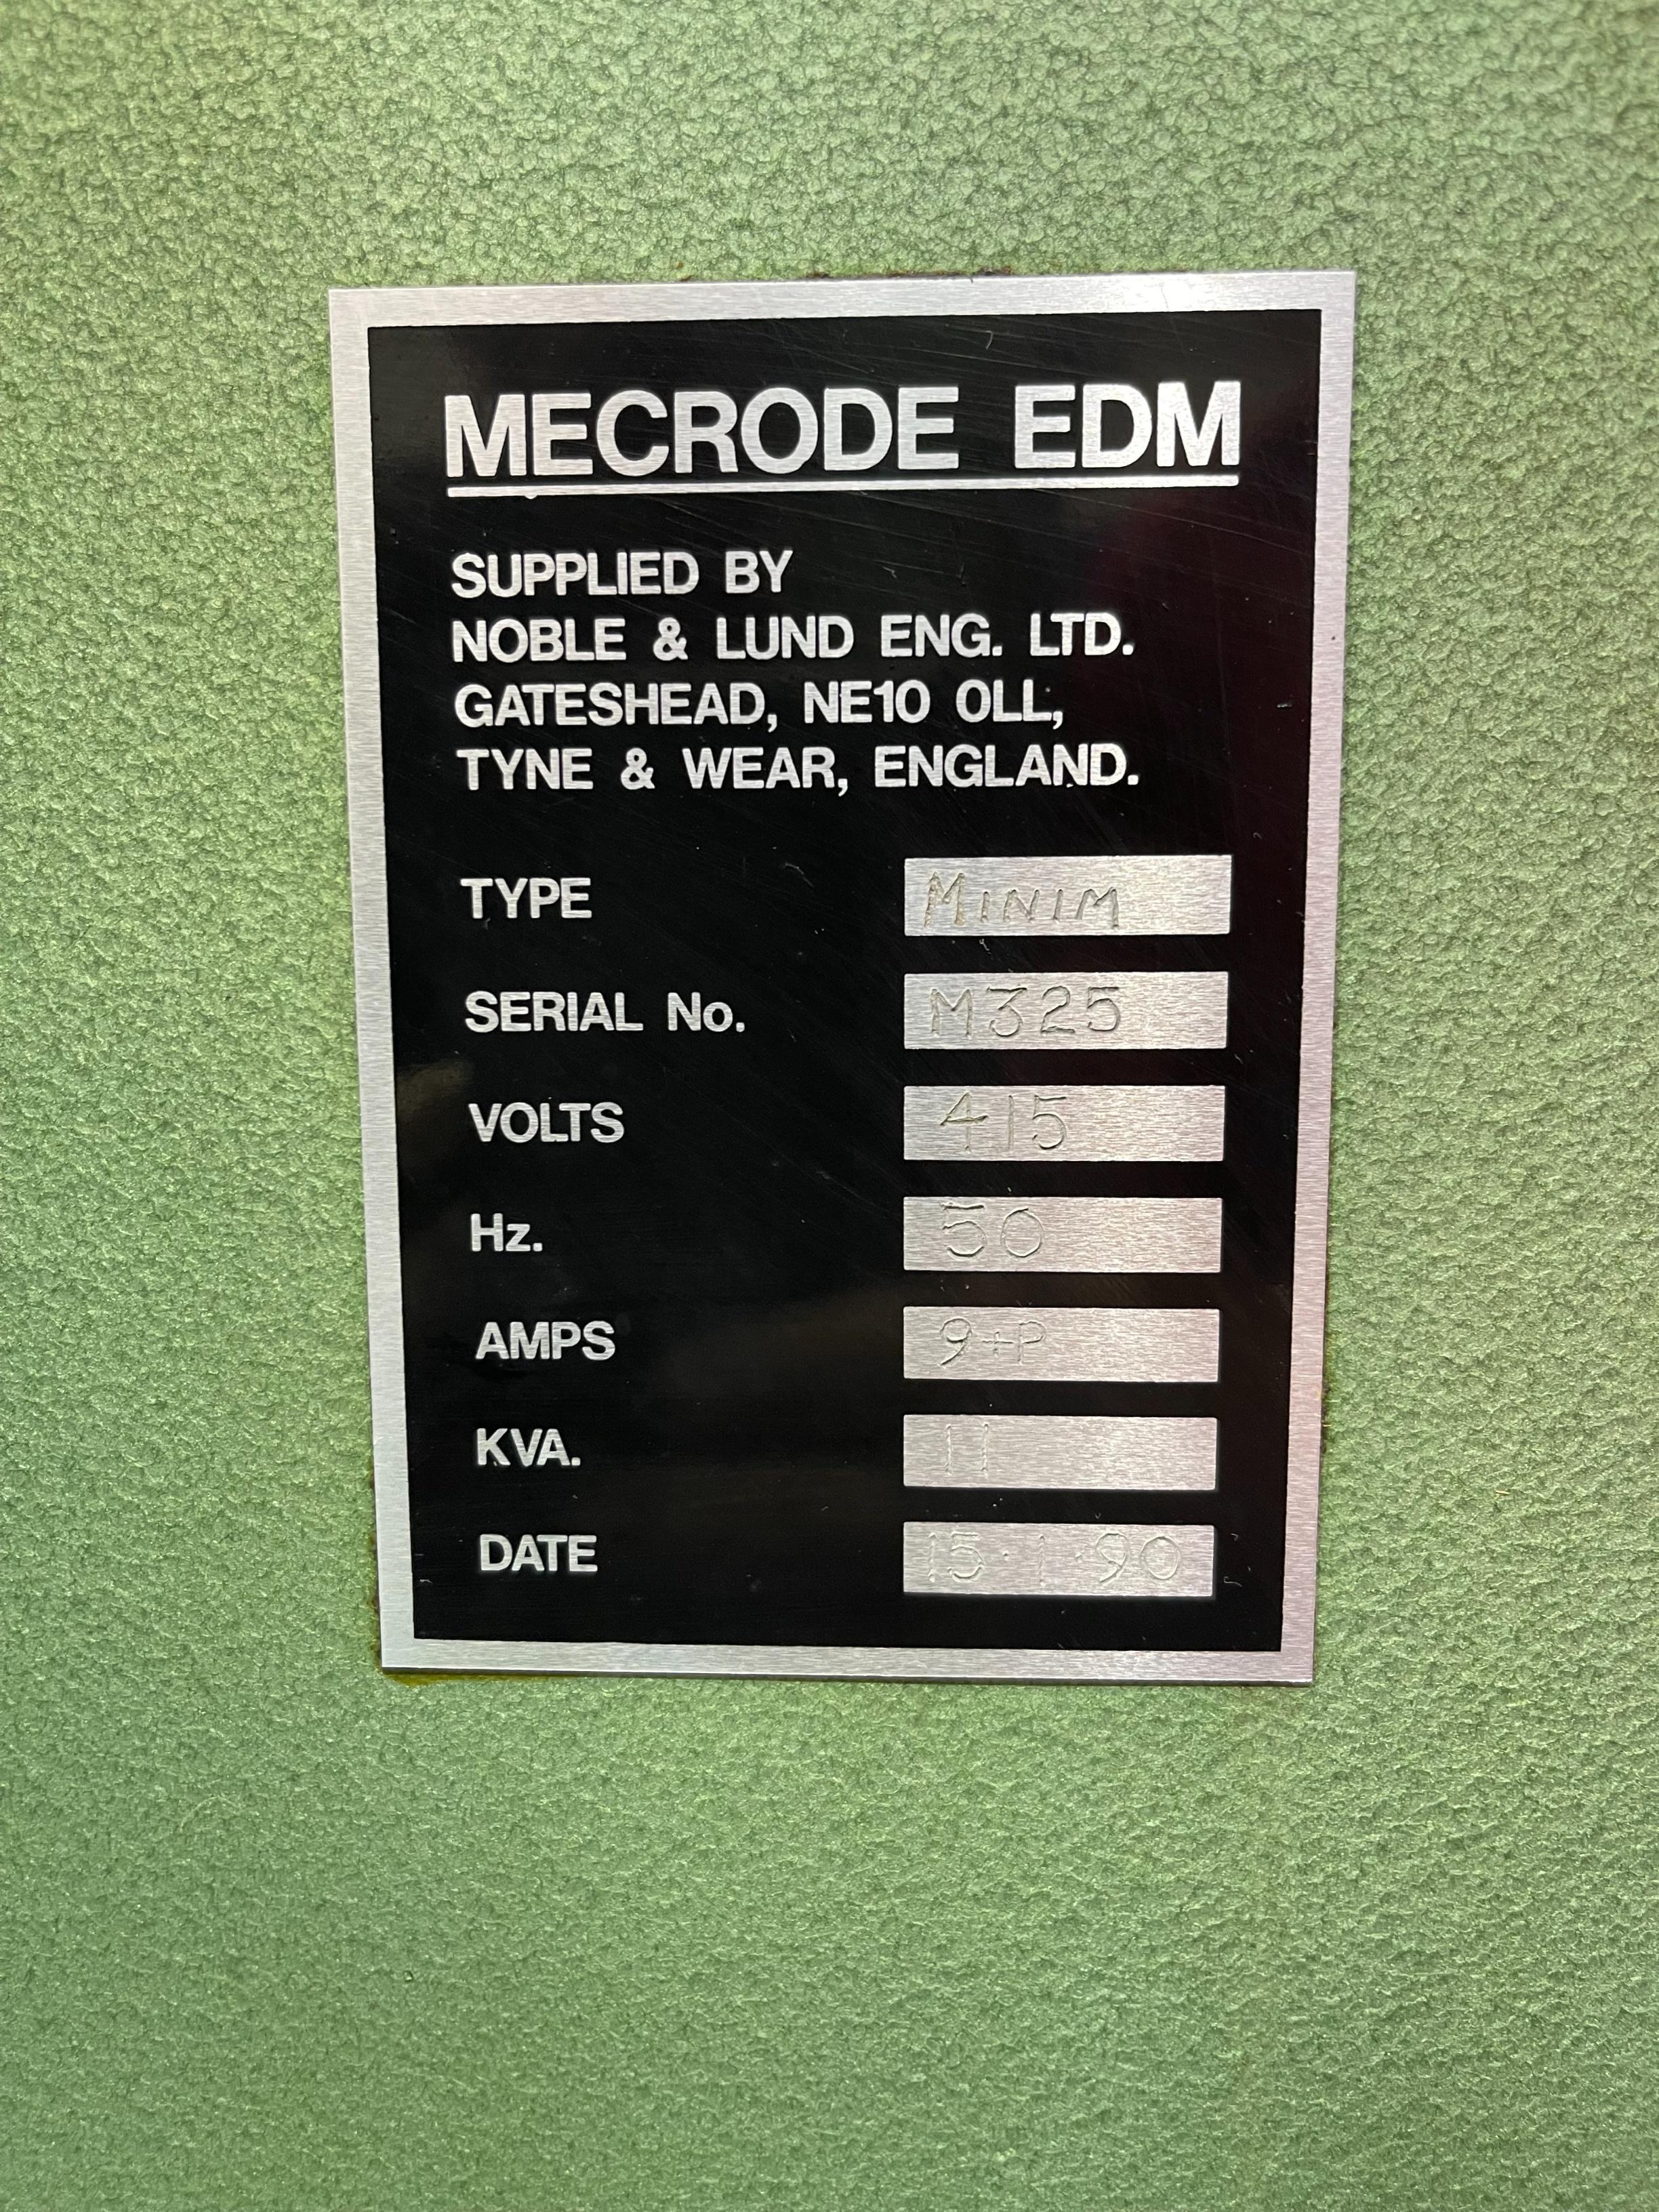 MECRODE EDM
SUPPLIED BY
NOBLE & LUND ENG. LTD.
GATESHEAD, NE10 0LL,
TYNE & WEAR, ENGLAND.
TYPE MINIM
SERIAL No. M325
VOLTS 415
Hz. 50
AMPS 9+P
KVA. 11
DATE 15·1·90